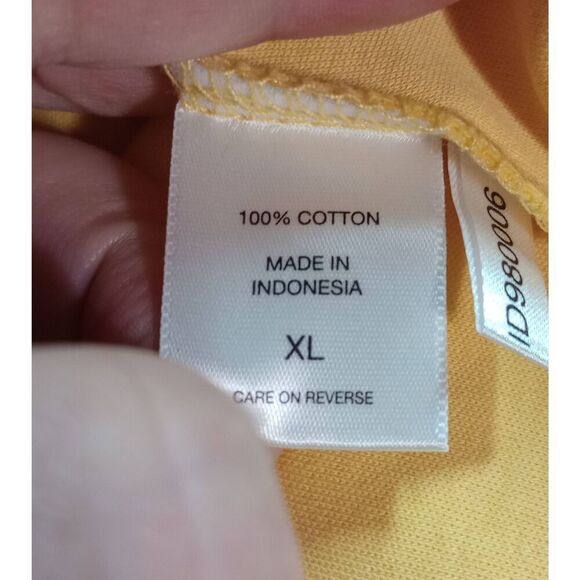 100% COTTON
MADE IN
INDONESIA
XL
CARE ON REVERSE
ID980006